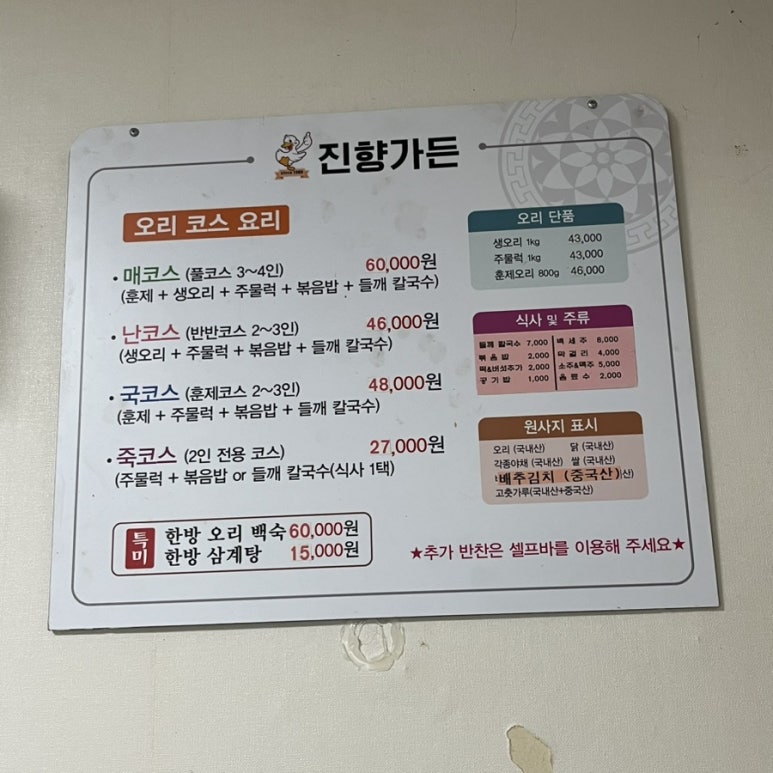 진향가든
오리 코스 요리
· 매코스 (풀코스 3~4인) 60,000원
(훈제 + 생오리 + 주물럭 + 볶음밥 + 들깨 칼국수)
· 난코스 (반반코스 2~3인) 46,000원
(생오리 + 주물럭 + 볶음밥 + 들깨 칼국수)
· 국코스 (훈제코스 2~3인) 48,000원
(훈제 + 주물럭 + 볶음밥 + 들깨 칼국수)
· 죽코스 (2인 전용 코스) 27,000원
(주물럭 + 볶음밥 or 들깨 칼국수(식사 1택)
특미
한방 오리 백숙 60,000원
한방 삼계탕 15,000원
오리 단품
생오리 1kg 43,000
주물럭 1kg 43,000
훈제오리 800g 46,000
식사 및 주류
들깨 칼국수 7,000 백세주 8,000
볶음밥 2,000 막걸리 4,000
떡&버섯추가 2,000 소주&맥주 5,000
공기밥 1,000 음료수 2,000
원사지 표시
오리 (국내산) 닭 (국내산)
각종야채 (국내산) 쌀 (국내산)
배추김치 (중국산) 산)
고춧가루(국내산+중국산)
★추가 반찬은 셀프바를 이용해 주세요★